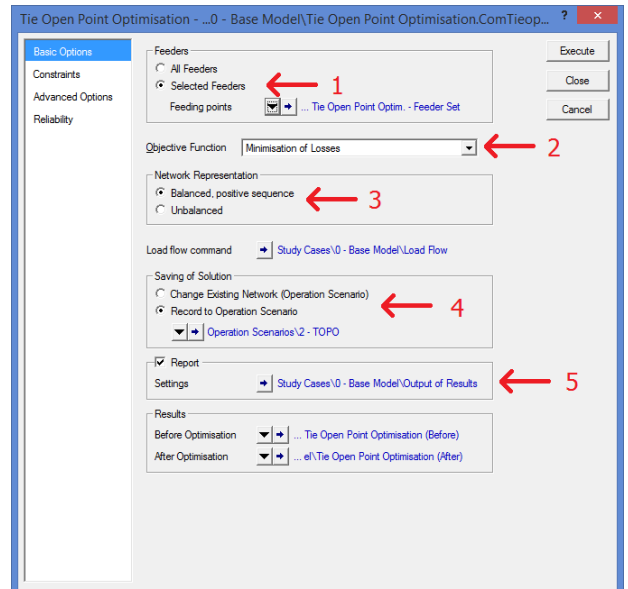 Tie Open Point Optimisation - ...0 - Base Model\Tie Open Point Optimisation.ComTieop... ? ×
Basic Options
Constraints
Advanced Options
Reliability
Feeders
All Feeders
Selected Feeders
1
Feeding points ... Tie Open Point Optim. - Feeder Set
Execute
Close
Cancel
Objective Function Minimisation of Losses
2
Network Representation
Balanced, positive sequence
Unbalanced
3
Load flow command Study Cases\0 - Base Model\Load Flow
Saving of Solution
Change Existing Network (Operation Scenario)
Record to Operation Scenario
4
Operation Scenarios\2 - TOPO
Report
Settings Study Cases\0 - Base Model\Output of Results
5
Results
Before Optimisation ... Tie Open Point Optimisation (Before)
After Optimisation ... el\Tie Open Point Optimisation (After)